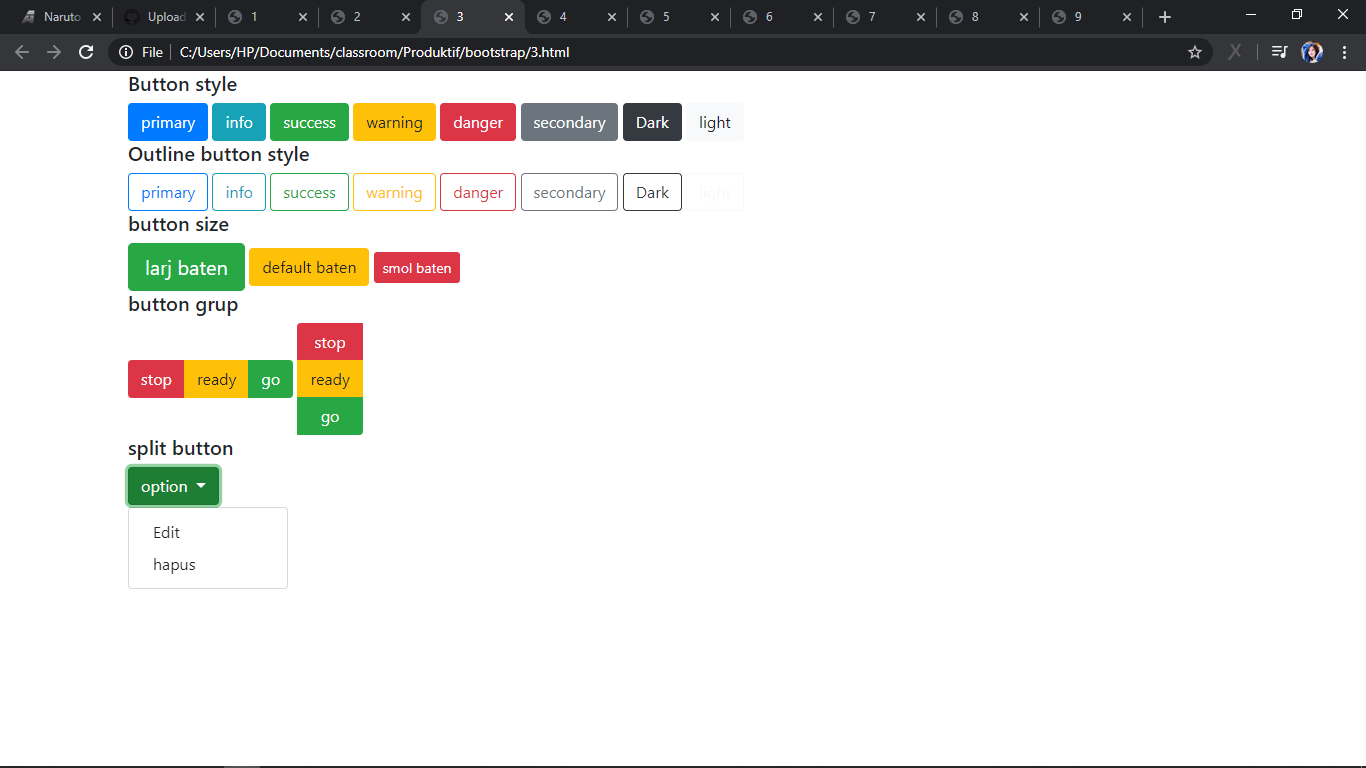 Naruto Upload 1 2 3 4 5 6 7 8 9
File C:/Users/HP/Documents/classroom/Produktif/bootstrap/3.html
Button style
primary info success warning danger secondary Dark light
Outline button style
primary info success warning danger secondary Dark light
button size
larj baten default baten smol baten
button grup
stop
stop ready go ready
go
split button
option
Edit
hapus